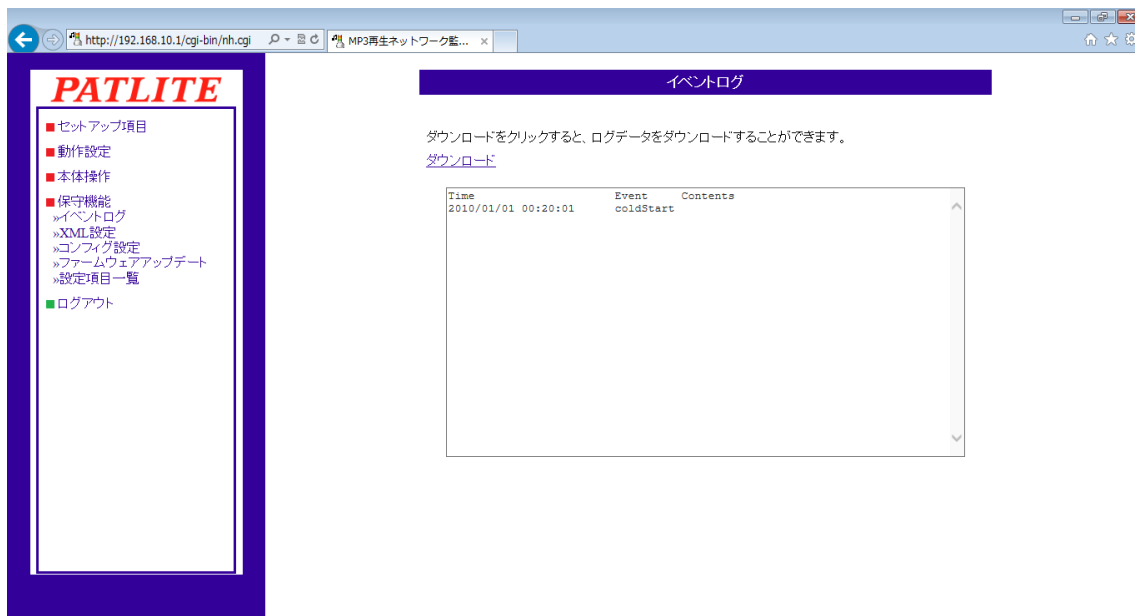 http://192.168.10.1/cgi-bin/nh.cgi
MP3再生ネットワーク監...
PATLITE
セットアップ項目
動作設定
本体操作
保守機能
»イベントログ
»XML設定
»コンフィグ設定
»ファームウェアアップデート
»設定項目一覧
ログアウト
イベントログ
ダウンロードをクリックすると、ログデータをダウンロードすることができます。
ダウンロード
Time Event Contents
2010/01/01 00:20:01 coldStart